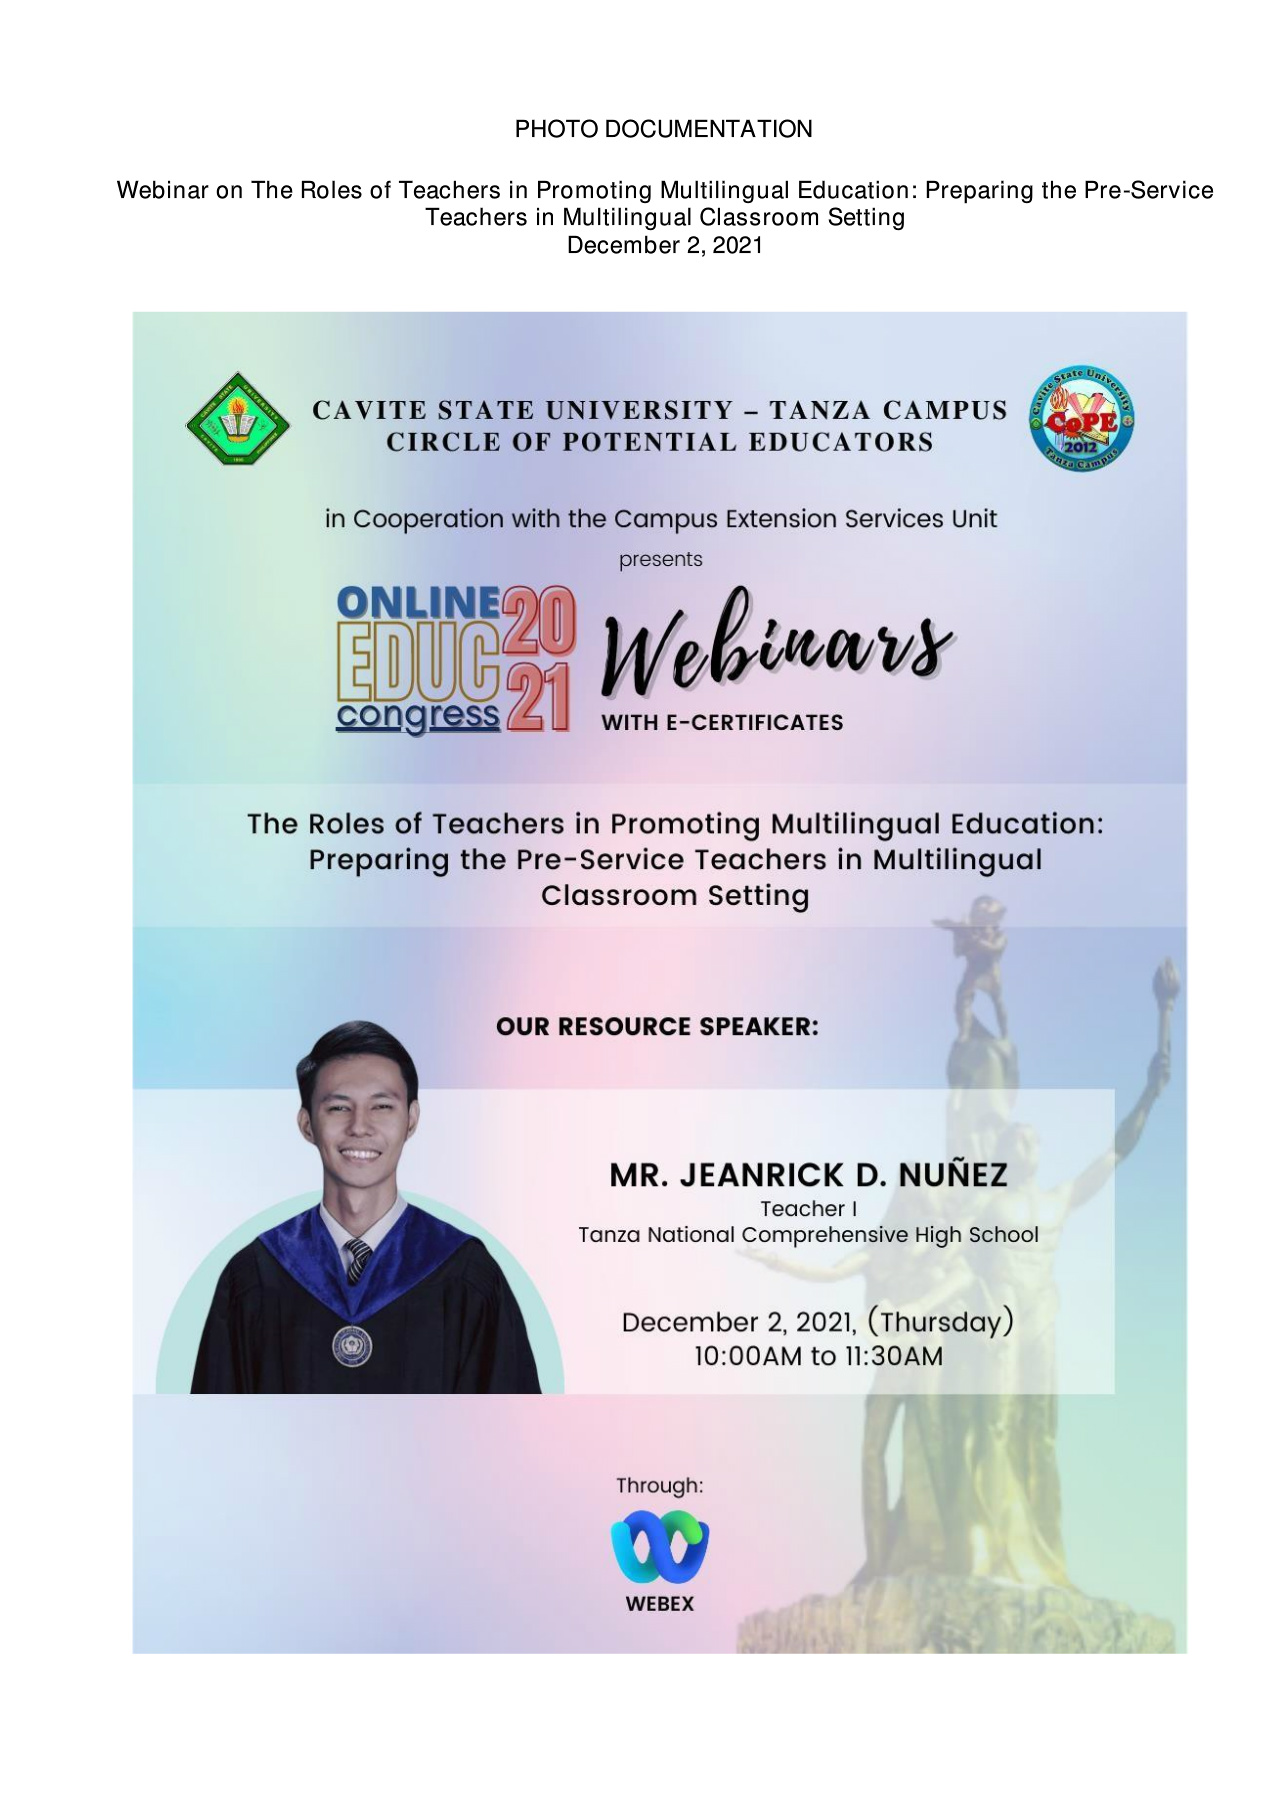 PHOTO DOCUMENTATION
Webinar on The Roles of Teachers in Promoting Multilingual Education: Preparing the Pre-Service
Teachers in Multilingual Classroom Setting
December 2, 2021
CAVITE STATE UNIVERSITY – TANZA CAMPUS
CIRCLE OF POTENTIAL EDUCATORS
Cavite State University
CoPE
2012
Tanza Campus
in Cooperation with the Campus Extension Services Unit
presents
ONLINE
EDUC
congress
20
21
Webinars
WITH E-CERTIFICATES
The Roles of Teachers in Promoting Multilingual Education:
Preparing the Pre-Service Teachers in Multilingual
Classroom Setting
OUR RESOURCE SPEAKER:
MR. JEANRICK D. NUÑEZ
Teacher I
Tanza National Comprehensive High School
December 2, 2021, (Thursday)
10:00AM to 11:30AM
Through:
WEBEX